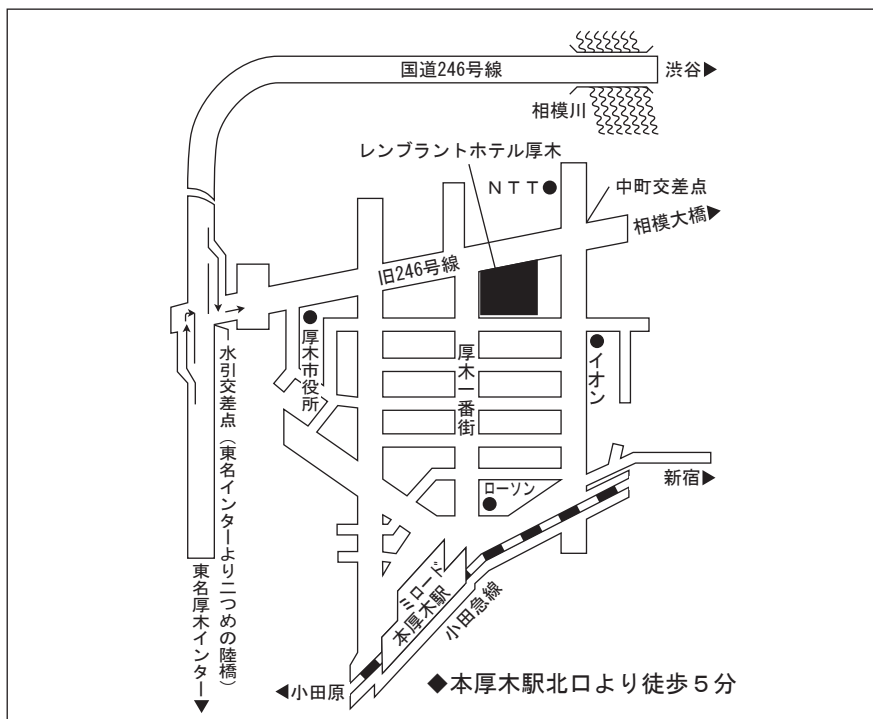 国道246号線
渋谷▶
相模川
レンブラントホテル厚木
NTT●
中町交差点
相模大橋▶
旧246号線
厚木市役所
厚木一番街
イオン
水引交差点（東名インターより二つめの陸橋）
新宿▶
ローソン
ミロード
本厚木駅
小田急線
東名厚木インター▶
◀小田原
◆本厚木駅北口より徒歩５分